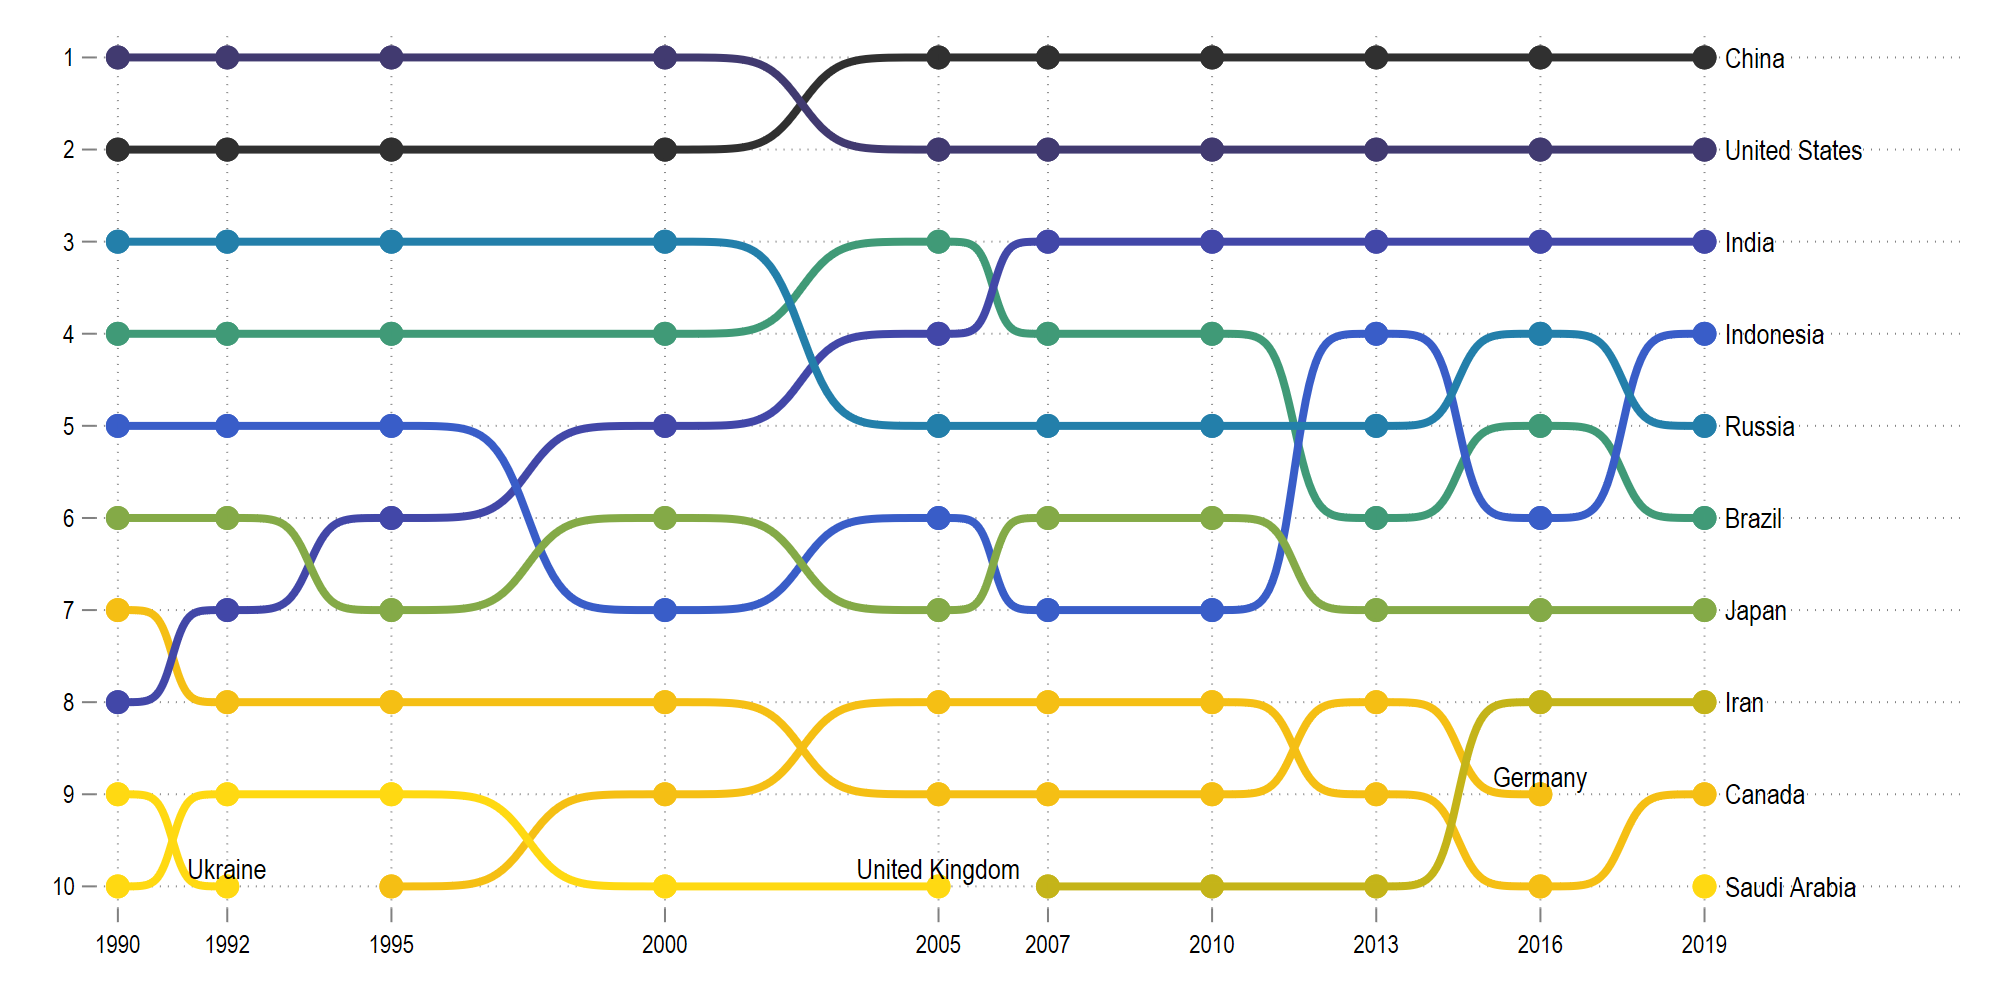 1 China
2 United States
3 India
4 Indonesia
5 Russia
6 Brazil
7 Japan
8 Iran
Germany
9 Canada
Ukraine United Kingdom
10 Saudi Arabia
1990 1992 1995 2000 2005 2007 2010 2013 2016 2019